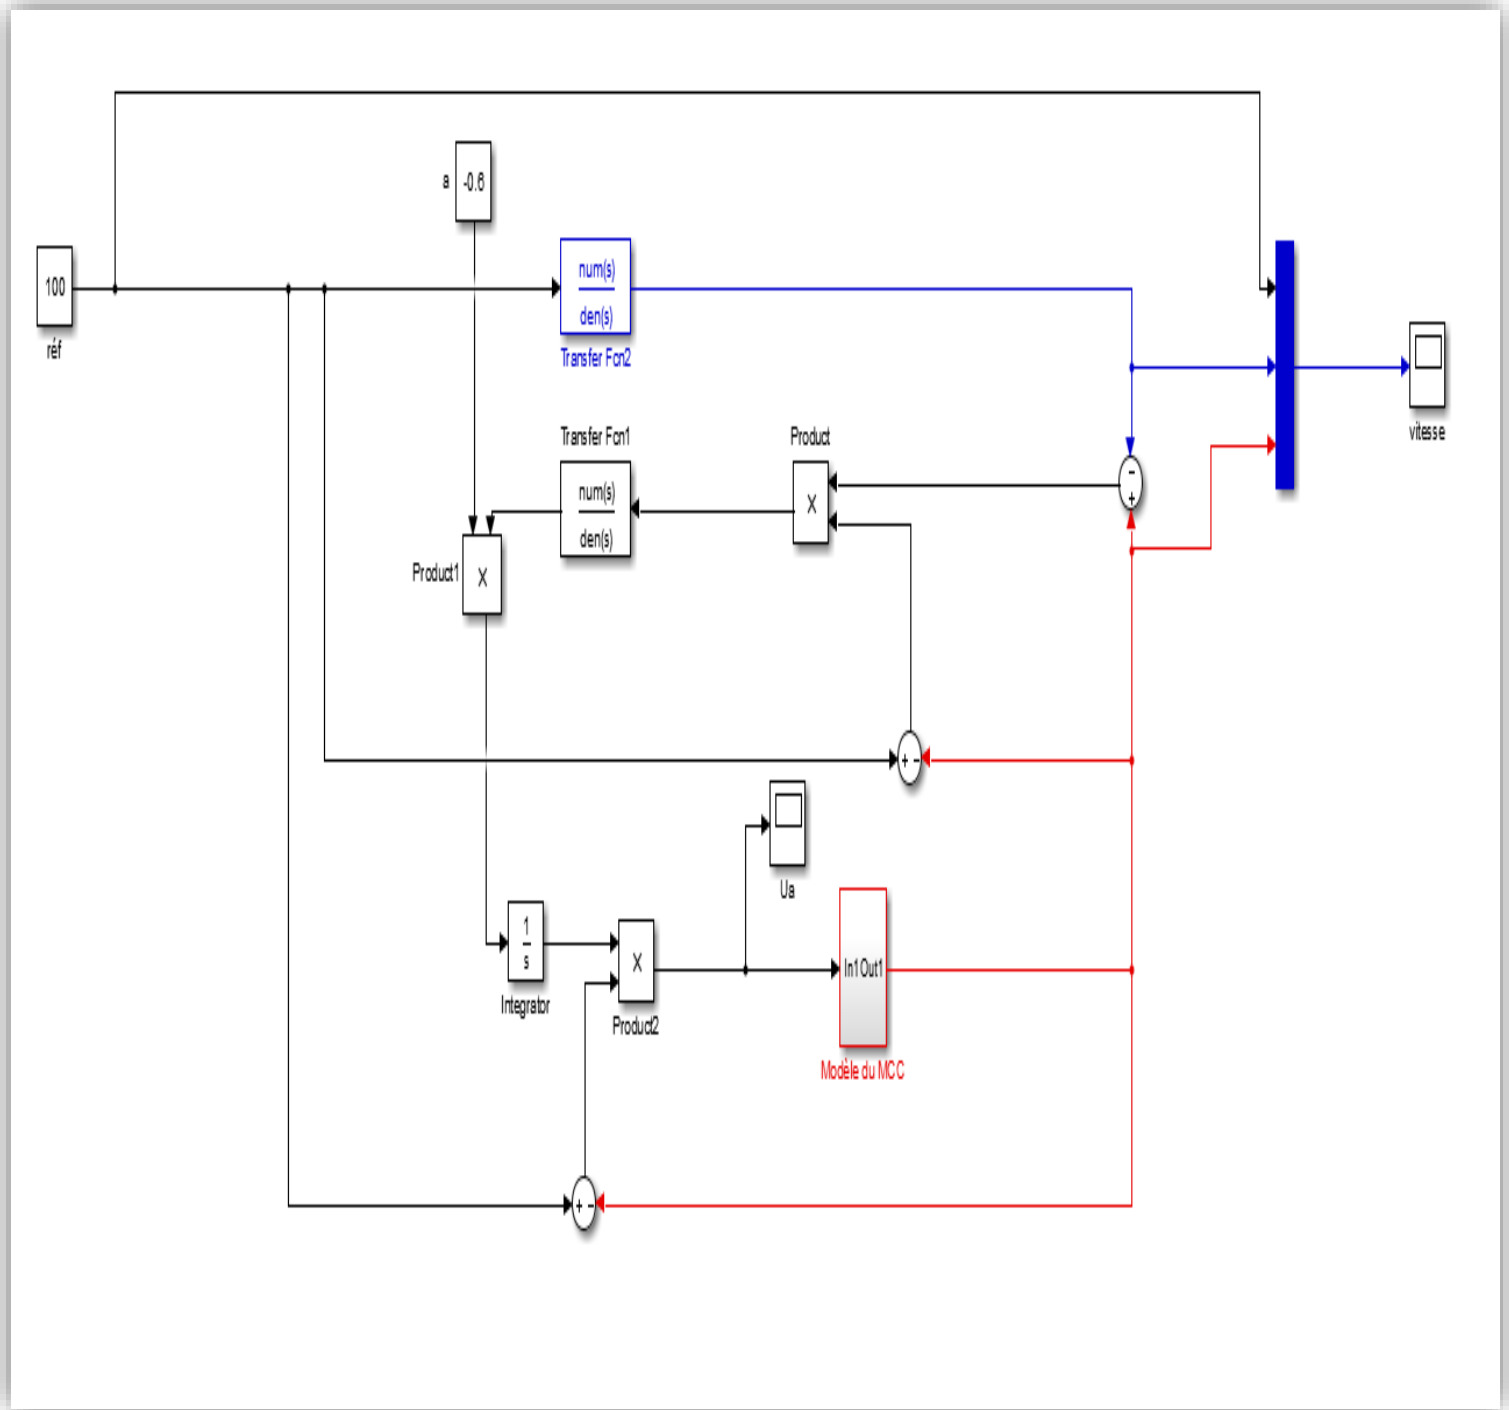 a
-0.6
100
réf
num(s)
den(s)
Transfer Fcn2
vitesse
Transfer Fcn1
num(s)
den(s)
Product
X
-
+
Product1
X
+ -
Ua
1
s
Integrator
X
Product2
In1 Out1
Modèle du MCC
+ -